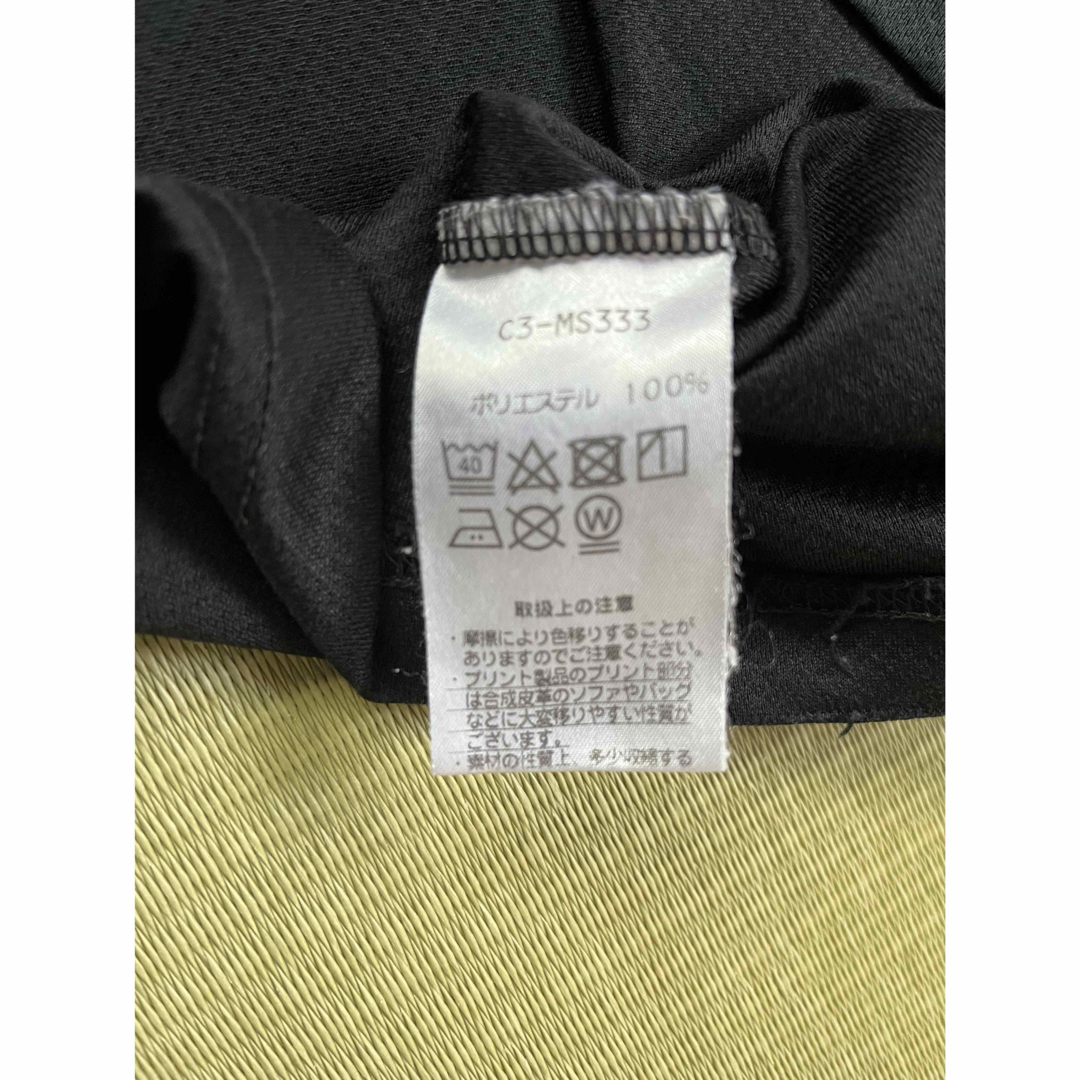 C3-MS333
ポリエステル 100%
40
W
取扱上の注意
・摩擦により色移りすることが
ありますのでご注意ください。
・プリント製品のプリント部分
は合成皮革のソファやバッグ
などに大変移りやすい性質が
ございます。
・素材の性質上、多少収縮する